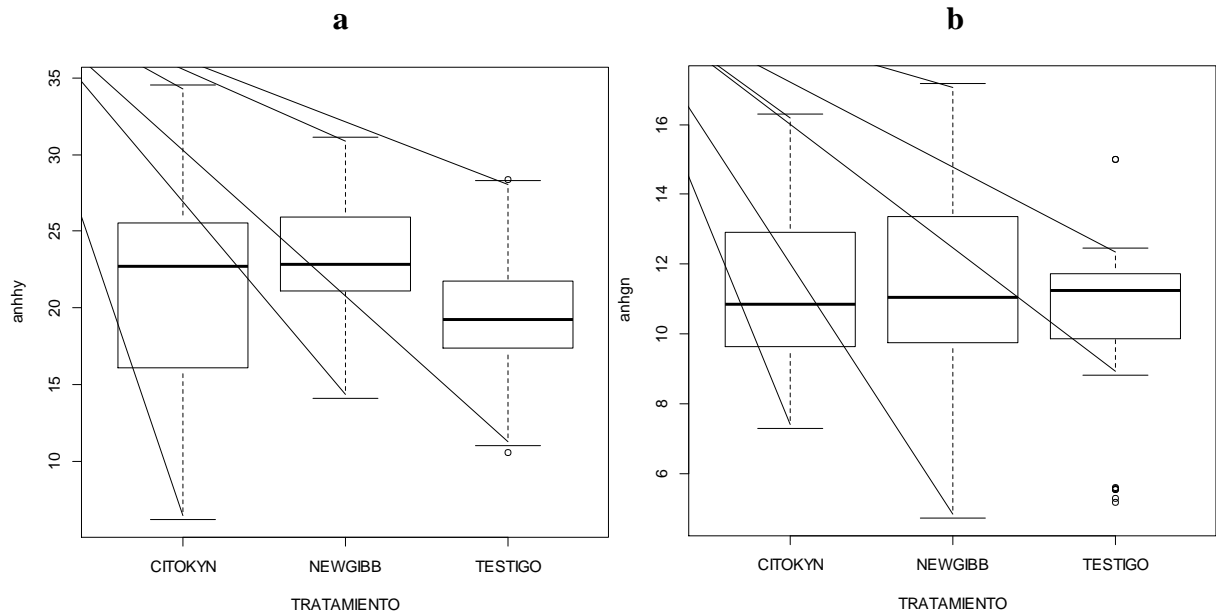 a
35
30
25
20
15
10
anhhy
CITOKYN NEWGIBB TESTIGO
TRATAMIENTO
b
16
14
12
10
8
6
anhgn
CITOKYN NEWGIBB TESTIGO
TRATAMIENTO